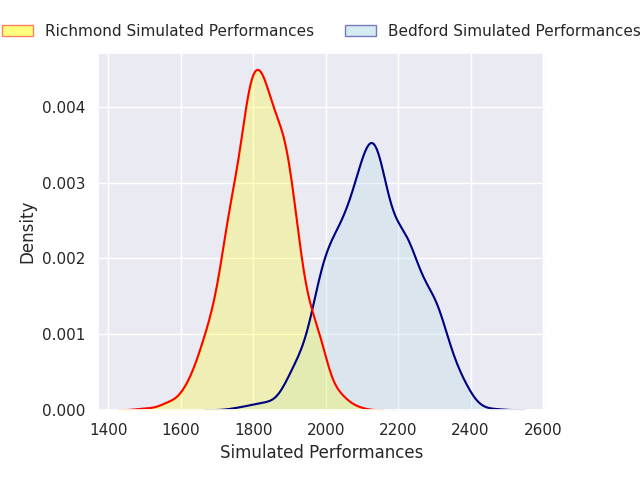 Richmond Simulated Performances Bedford Simulated Performances
0.004
0.003
0.002
0.001
0.000
Density
1400 1600 1800 2000 2200 2400 2600
Simulated Performances